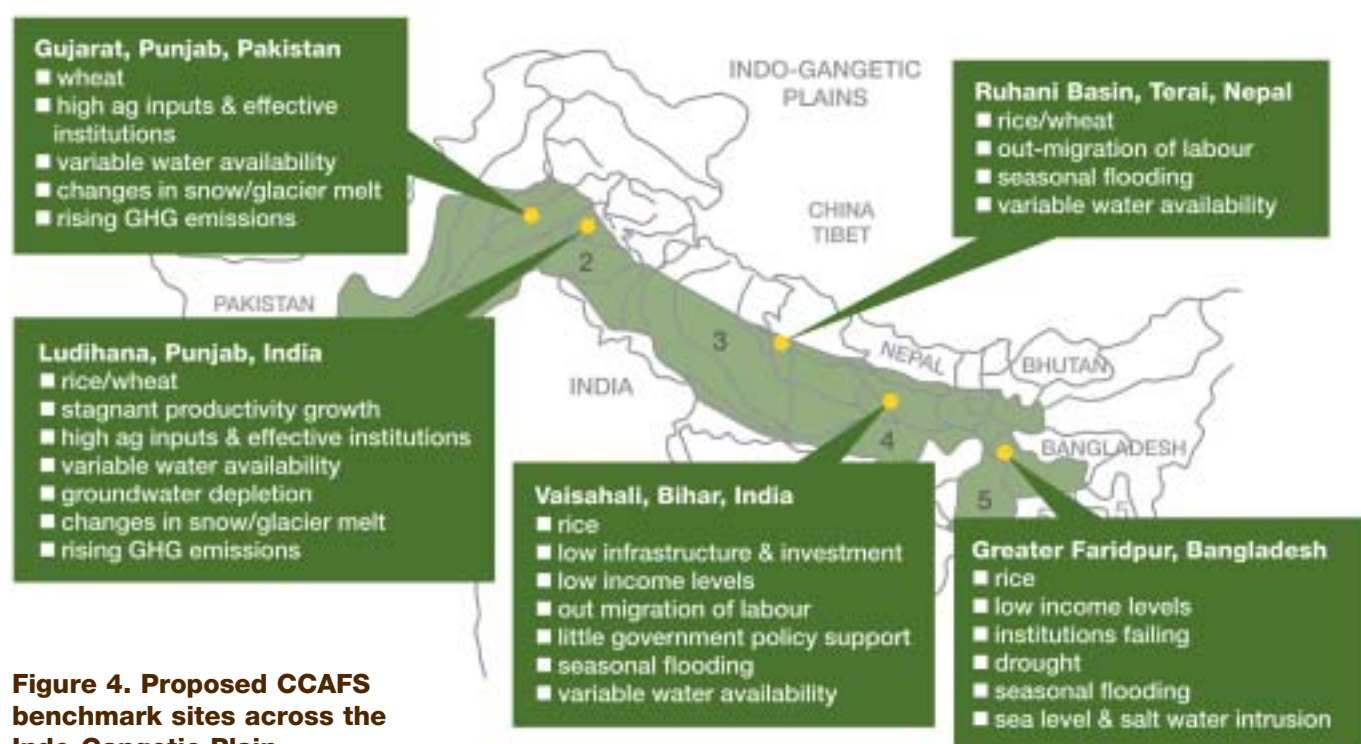 Gujarat, Punjab, Pakistan
wheat
high ag inputs & effective
institutions
variable water availability
changes in snow/glacier melt
rising GHG emissions
INDO-GANGETIC
PLAINS
Ruhani Basin, Terai, Nepal
rice/wheat
out-migration of labour
seasonal flooding
variable water availability
CHINA
TIBET
PAKISTAN
2
3
NEPAL
BHUTAN
INDIA
4
BANGLADESH
5
Ludihana, Punjab, India
rice/wheat
stagnant productivity growth
high ag inputs & effective institutions
variable water availability
groundwater depletion
changes in snow/glacier melt
rising GHG emissions
Vaisahali, Bihar, India
rice
low infrastructure & investment
low income levels
out migration of labour
little government policy support
seasonal flooding
variable water availability
Greater Faridpur, Bangladesh
rice
low income levels
institutions failing
drought
seasonal flooding
sea level & salt water intrusion
Figure 4. Proposed CCAFS
benchmark sites across the
Indo-Gangetic Plain